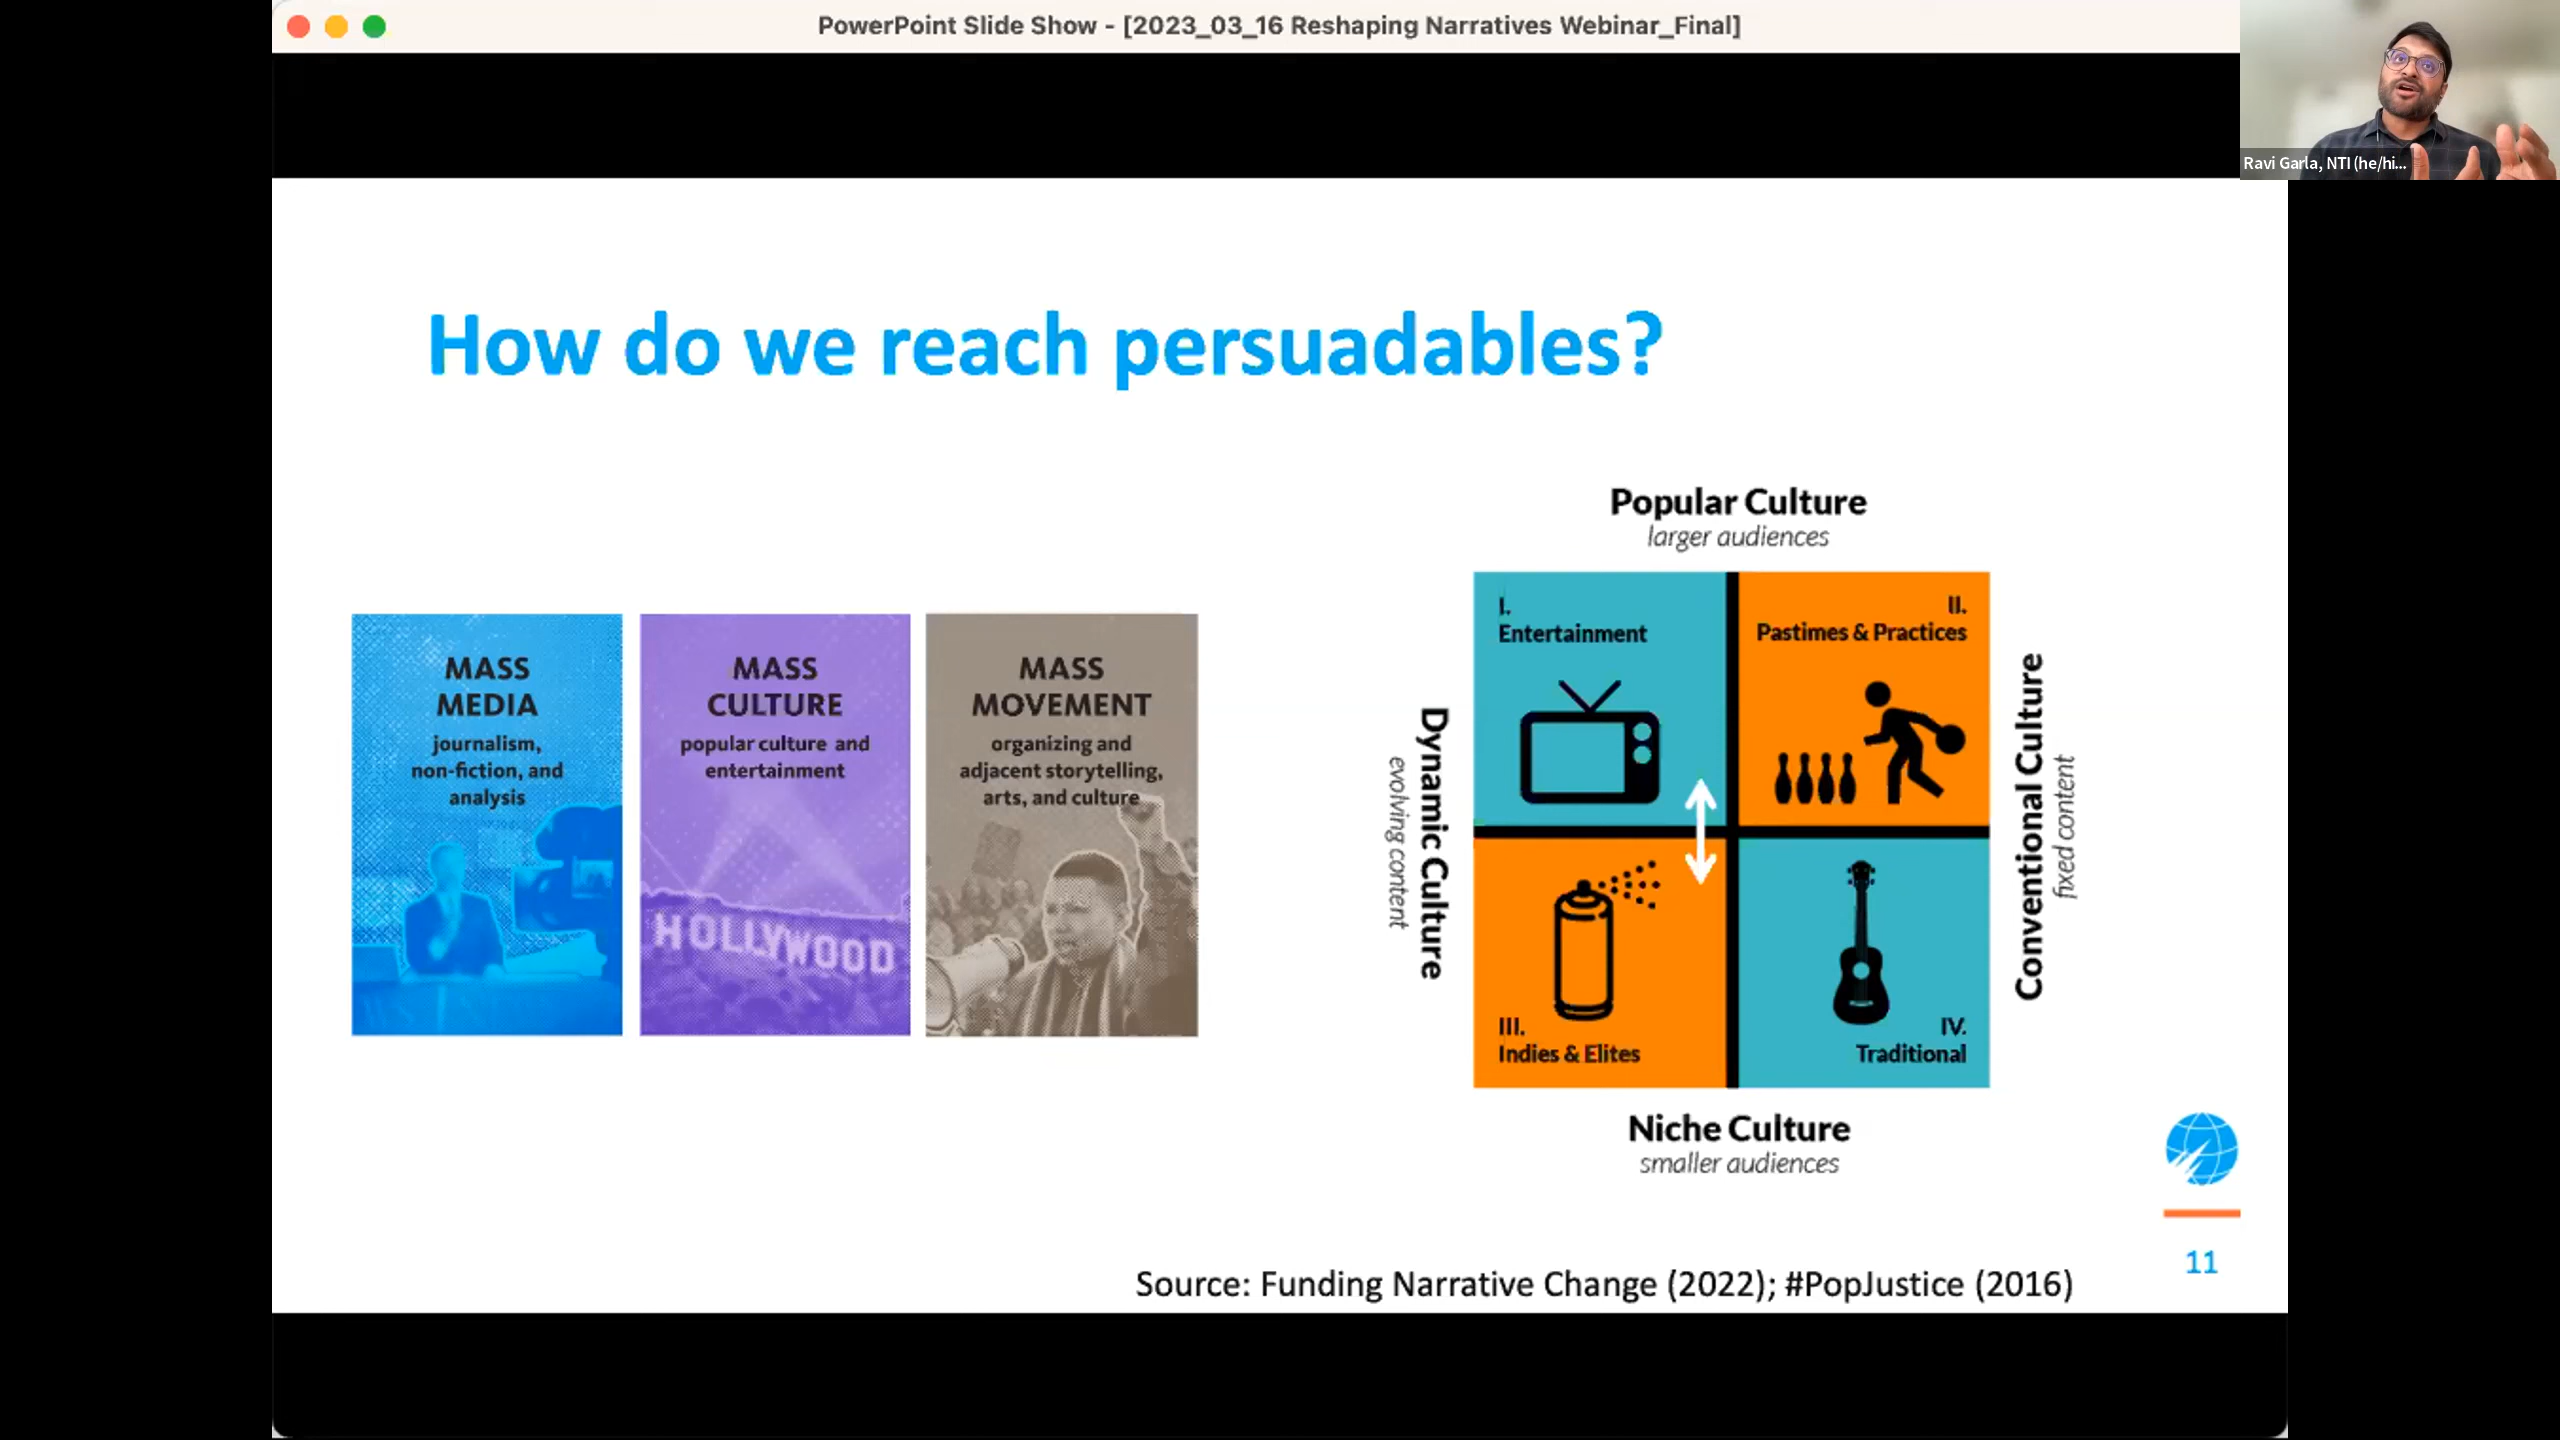 PowerPoint Slide Show - [2023_03_16 Reshaping Narratives Webinar_Final]
Ravi Garla, NTI (he/hi...
How do we reach persuadables?
MASS
MEDIA
journalism,
non-fiction, and
analysis
MASS
CULTURE
popular culture and
entertainment
HOLLYWOOD
MASS
MOVEMENT
organizing and
adjacent storytelling,
arts, and culture
Popular Culture
larger audiences
Dynamic Culture
evolving content
I.
Entertainment
II.
Pastimes & Practices
III.
Indies & Elites
IV.
Traditional
Conventional Culture
fixed content
Niche Culture
smaller audiences
Source: Funding Narrative Change (2022); #PopJustice (2016)
11